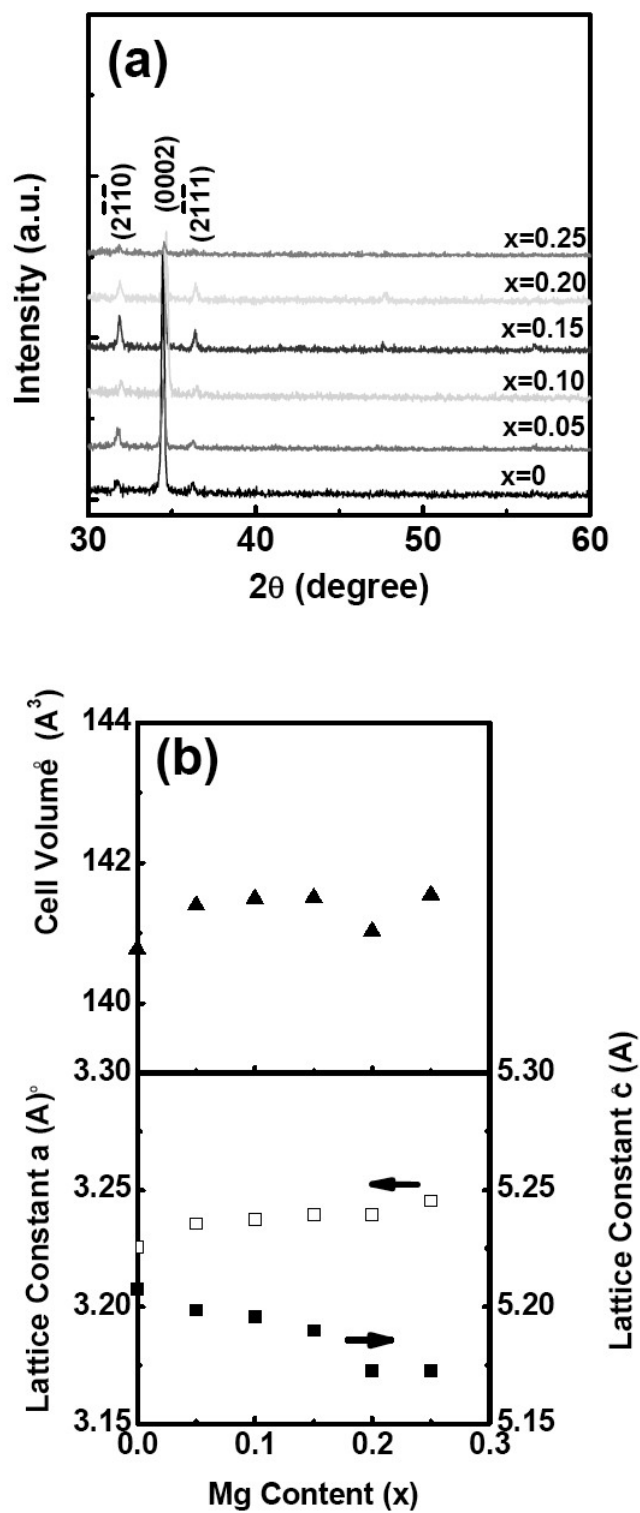 (a)
(2110)
(0002)
(2111)
x=0.25
x=0.20
x=0.15
x=0.10
x=0.05
x=0
Intensity (a.u.)
30 40 50 60
2θ (degree)
(b)
Cell Volume (Å³)
144
142
140
3.30 5.30
3.25 5.25
3.20 5.20
3.15 5.15
Lattice Constant a (Å)
Lattice Constant c (Å)
0.0 0.1 0.2 0.3
Mg Content (x)